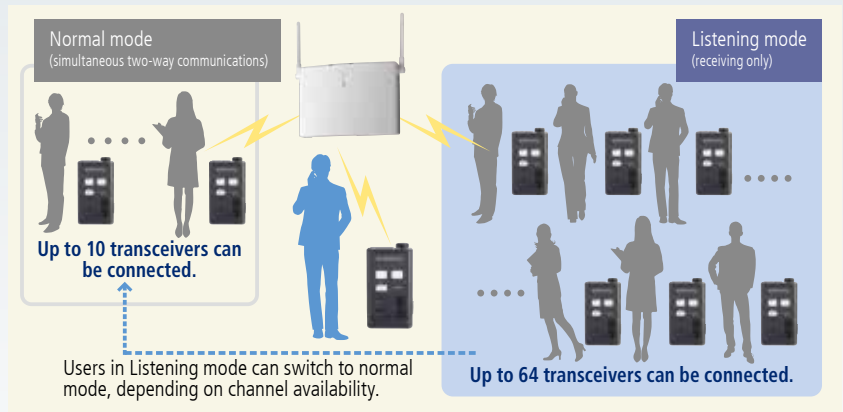 Normal mode
(simultaneous two-way communications)
Listening mode
(receiving only)
Up to 10 transceivers can
be connected.
Users in Listening mode can switch to normal
mode, depending on channel availability.
Up to 64 transceivers can be connected.